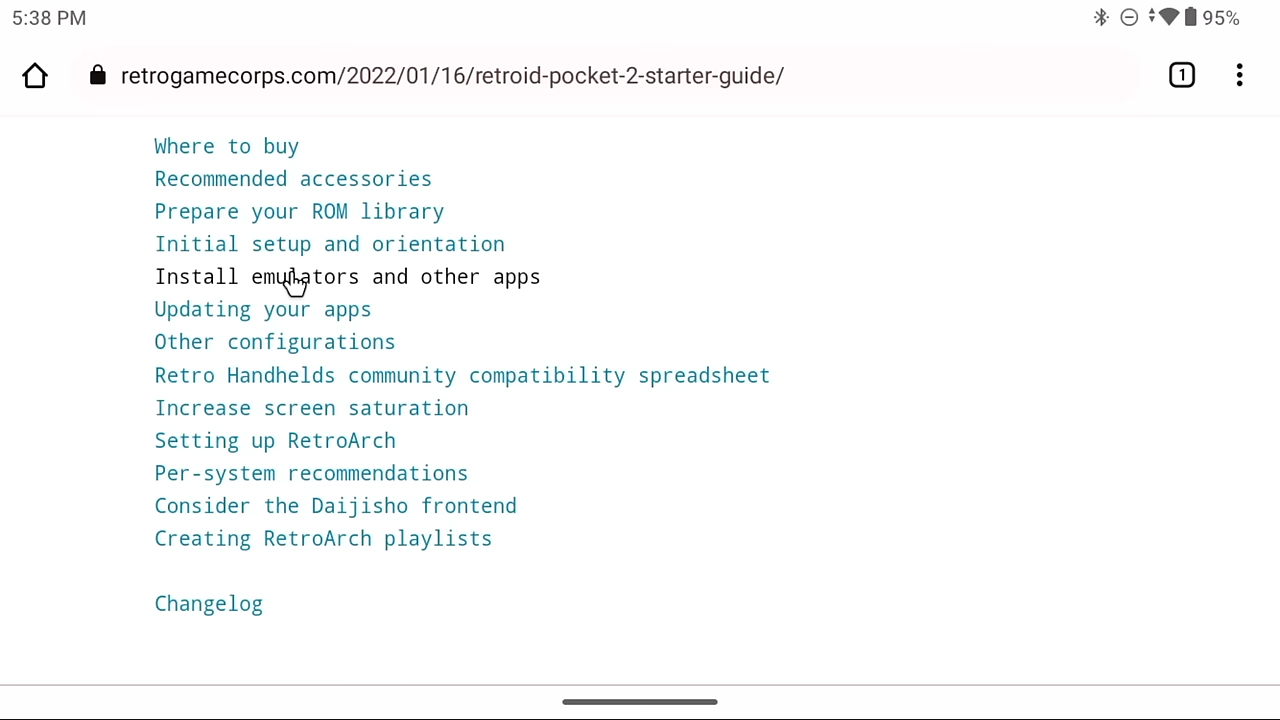 5:38 PM
95%
retrogamecorps.com/2022/01/16/retroid-pocket-2-starter-guide/
1
Where to buy
Recommended accessories
Prepare your ROM library
Initial setup and orientation
Install emulators and other apps
Updating your apps
Other configurations
Retro Handhelds community compatibility spreadsheet
Increase screen saturation
Setting up RetroArch
Per-system recommendations
Consider the Daijisho frontend
Creating RetroArch playlists
Changelog